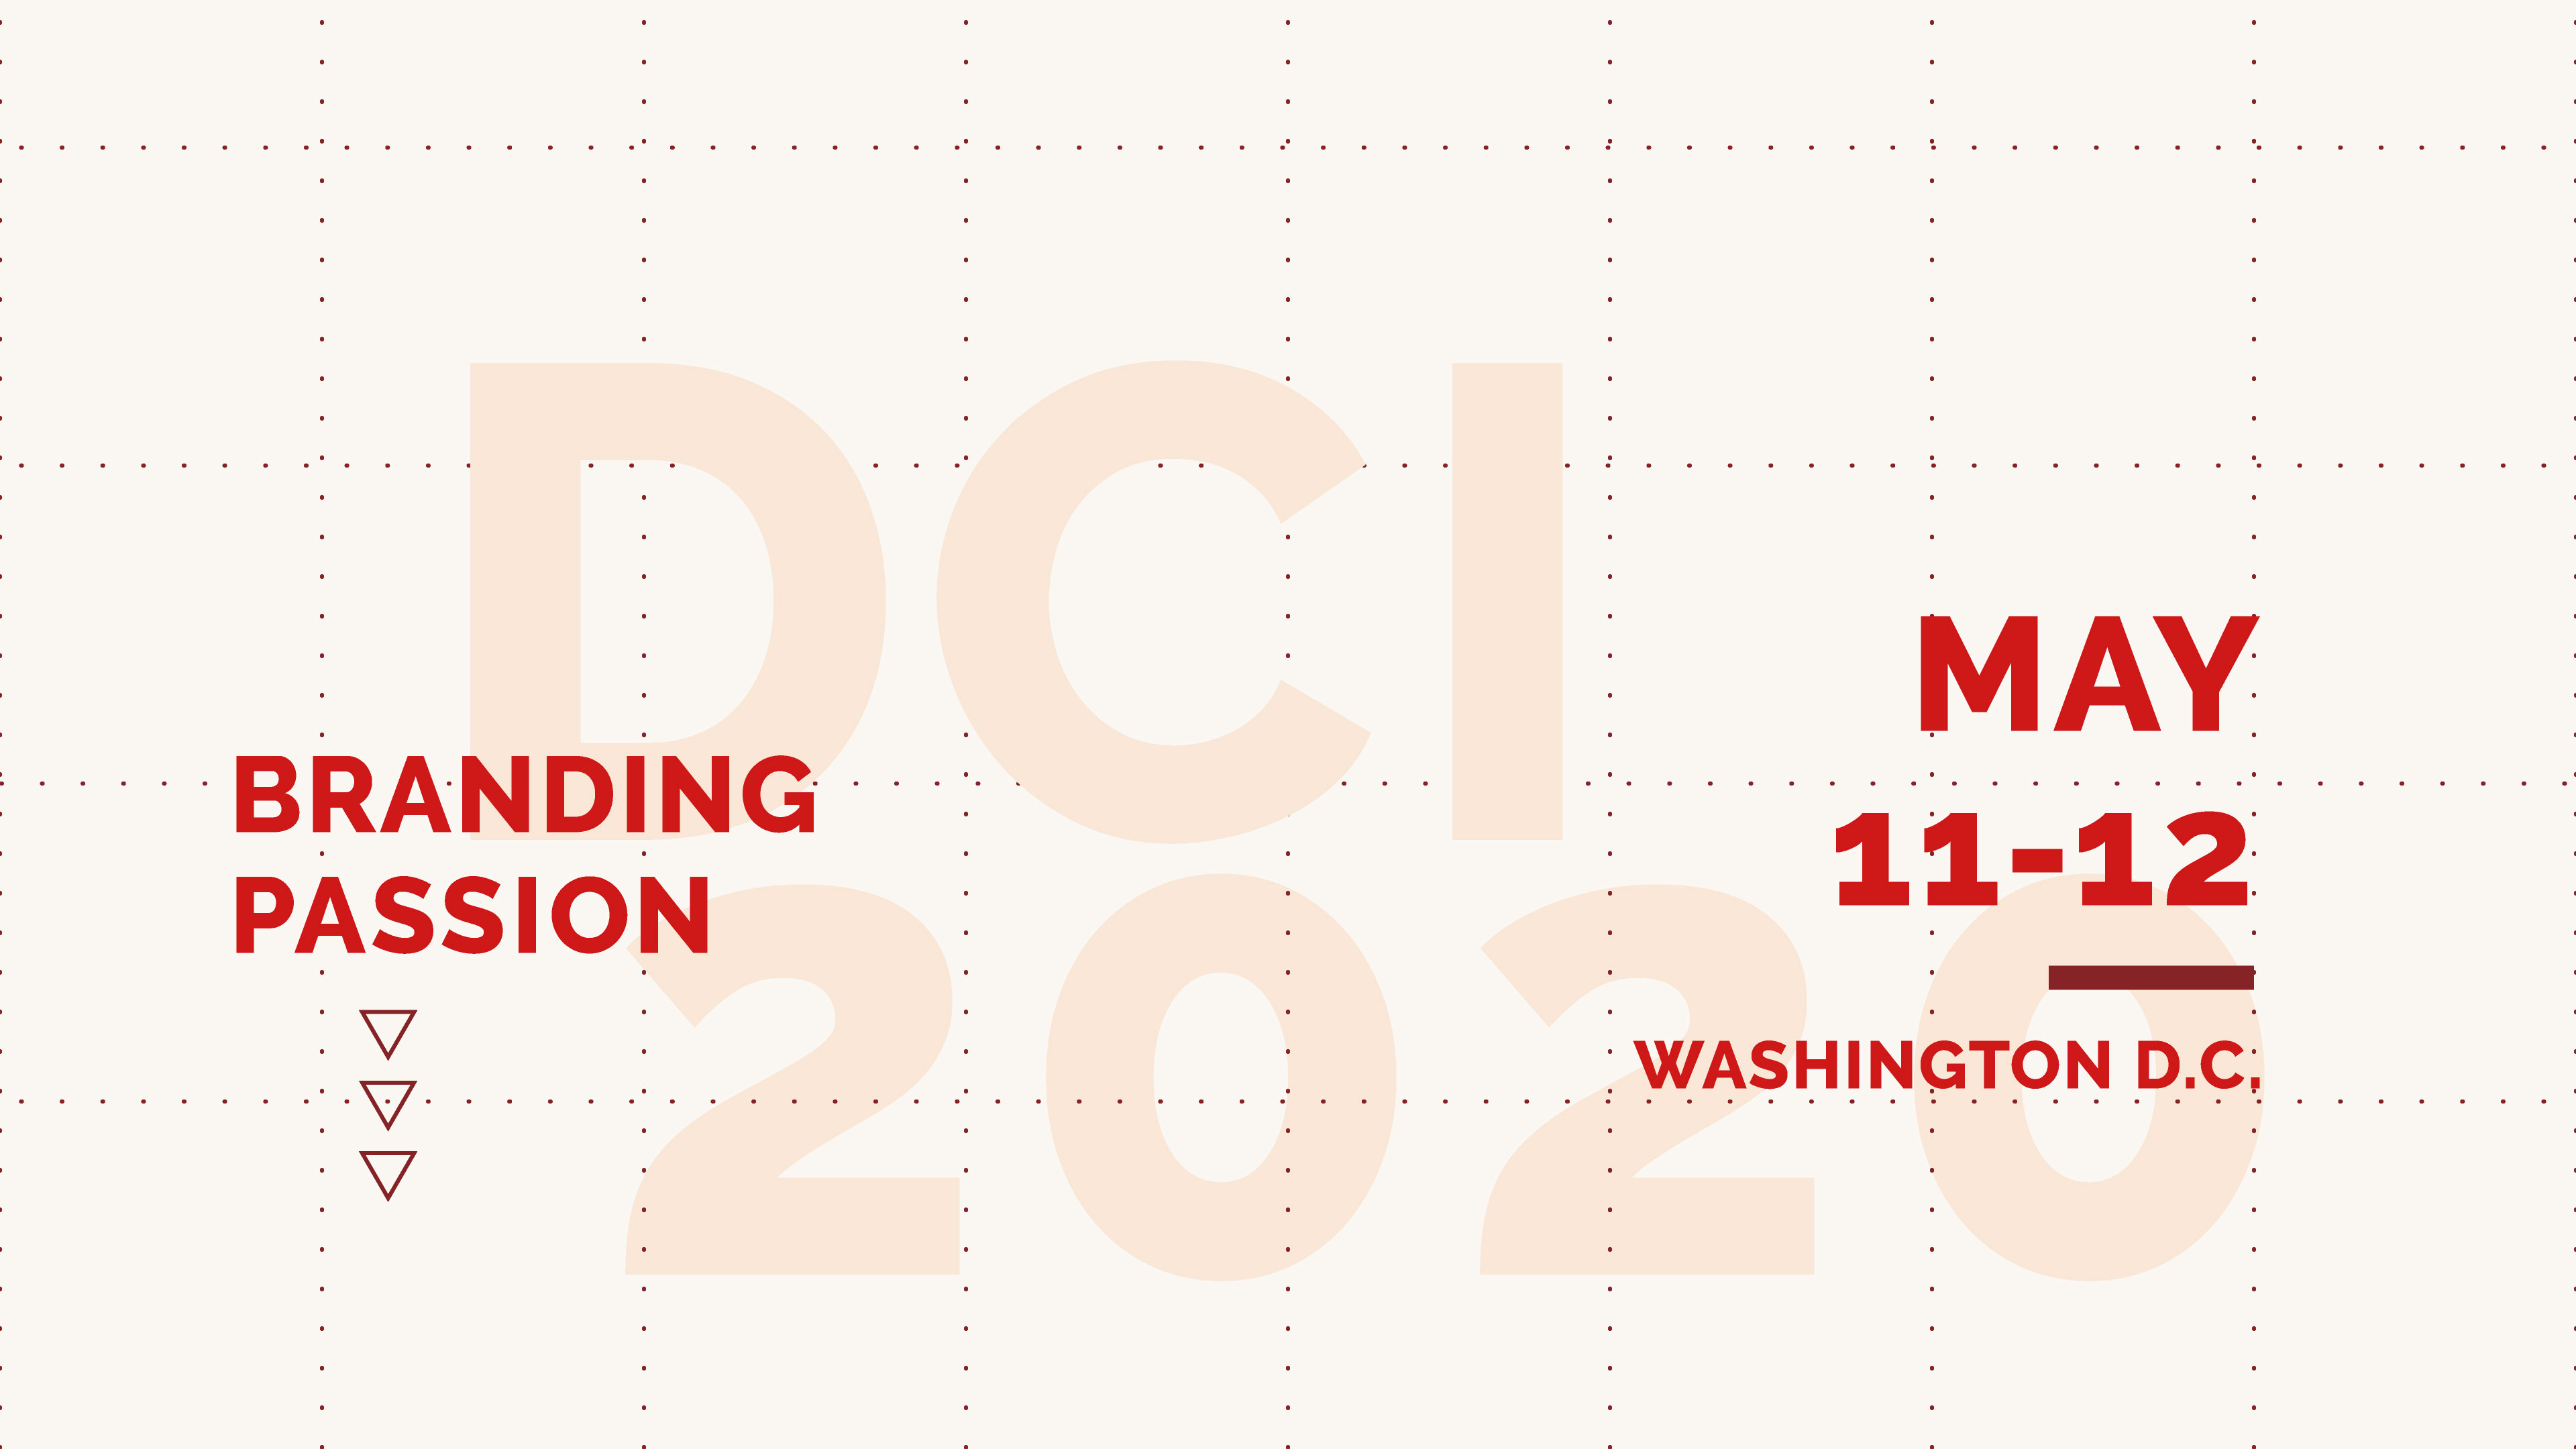 DCI
2020
BRANDING
PASSION
MAY
11-12
WASHINGTON D.C.